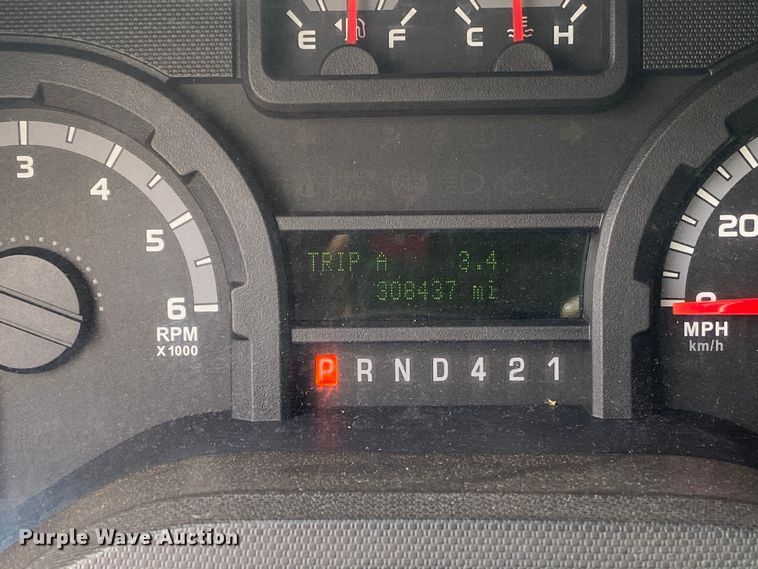 E F C H
3
4
5
6
RPM
X1000
TRIP A 3.4
308437 mi
P R N D 4 2 1
20
0
MPH
km/h
Purple Wave Auction